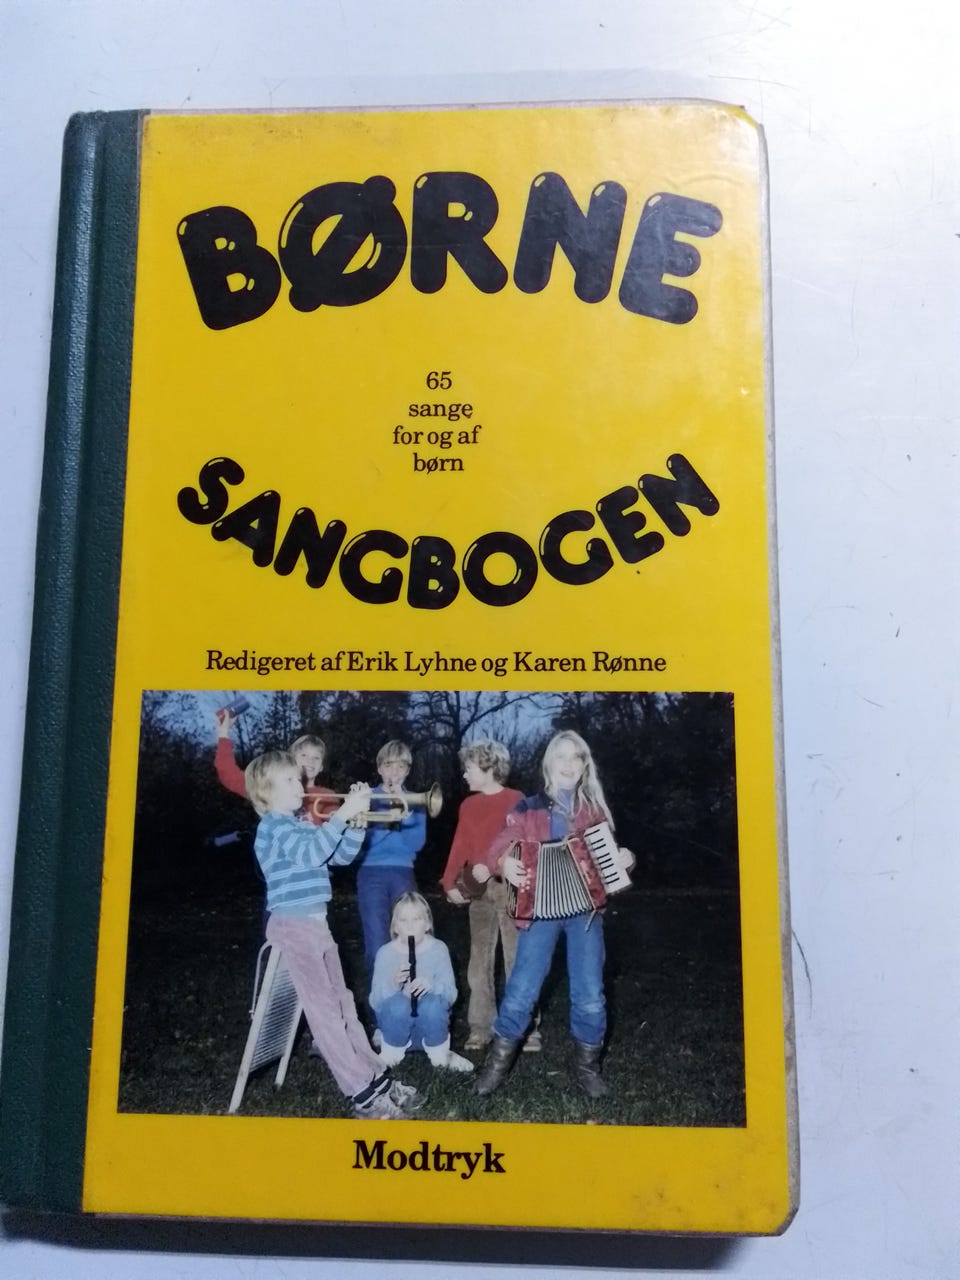 BØRNE
65
sange
for og af
børn
SANGBOGEN
Redigeret af Erik Lyhne og Karen Rønne
Modtryk